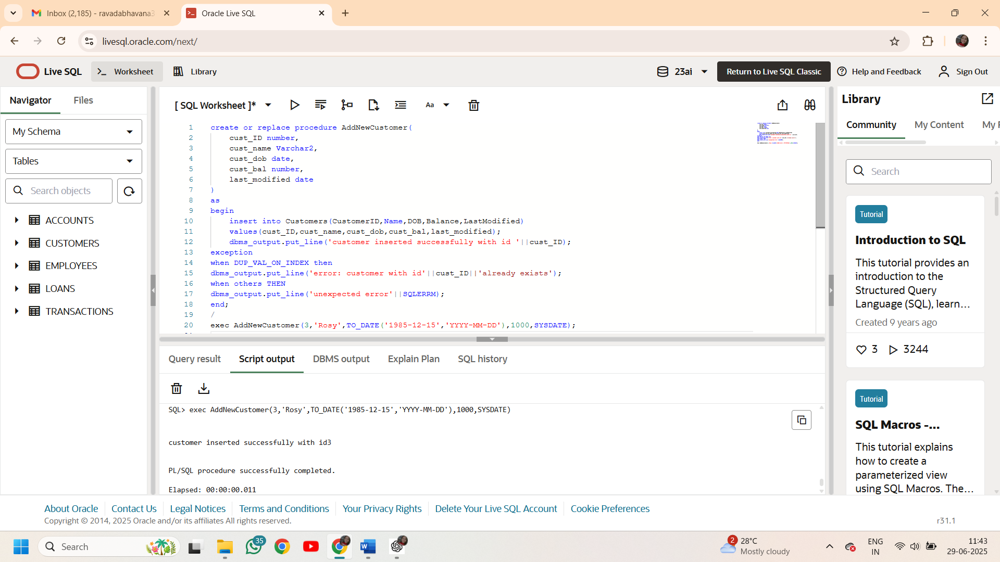 Inbox (2,185) - ravadabhavana3
Oracle Live SQL
livesql.oracle.com/next/
Live SQL
Worksheet
Library
23ai
Return to Live SQL Classic
Help and Feedback
Sign Out
Navigator
Files
My Schema
Tables
Search objects
ACCOUNTS
CUSTOMERS
EMPLOYEES
LOANS
TRANSACTIONS
[ SQL Worksheet ]*
Aa
1 create or replace procedure AddNewCustomer(
2 cust_ID number,
3 cust_name Varchar2,
4 cust_dob date,
5 cust_bal number,
6 last_modified date
7 )
8 as
9 begin
10 insert into Customers(CustomerID,Name,DOB,Balance,LastModified)
11 values(cust_ID,cust_name,cust_dob,cust_bal,last_modified);
12 dbms_output.put_line('customer inserted successfully with id '||cust_ID);
13 exception
14 when DUP_VAL_ON_INDEX then
15 dbms_output.put_line('error: customer with id'||cust_ID||'already exists');
16 when others THEN
17 dbms_output.put_line('unexpected error'||SQLERRM);
18 end;
19 /
20 exec AddNewCustomer(3,'Rosy',TO_DATE('1985-12-15','YYYY-MM-DD'),1000,SYSDATE);
Query result
Script output
DBMS output
Explain Plan
SQL history
SQL> exec AddNewCustomer(3,'Rosy',TO_DATE('1985-12-15','YYYY-MM-DD'),1000,SYSDATE)
customer inserted successfully with id3
PL/SQL procedure successfully completed.
Elapsed: 00:00:00.011
Library
Community
My Content
My
Search
Tutorial
Introduction to SQL
This tutorial provides an
introduction to the
Structured Query
Language (SQL), learn...
Created 9 years ago
3
3244
Tutorial
SQL Macros -...
This tutorial explains
how to create a
parameterized view
using SQL Macros. The...
About Oracle
Contact Us
Legal Notices
Terms and Conditions
Your Privacy Rights
Delete Your Live SQL Account
Cookie Preferences
Copyright © 2014, 2025 Oracle and/or its affiliates All rights reserved.
r31.1
Search
35
2
28°C
Mostly cloudy
ENG
IN
11:43
29-06-2025